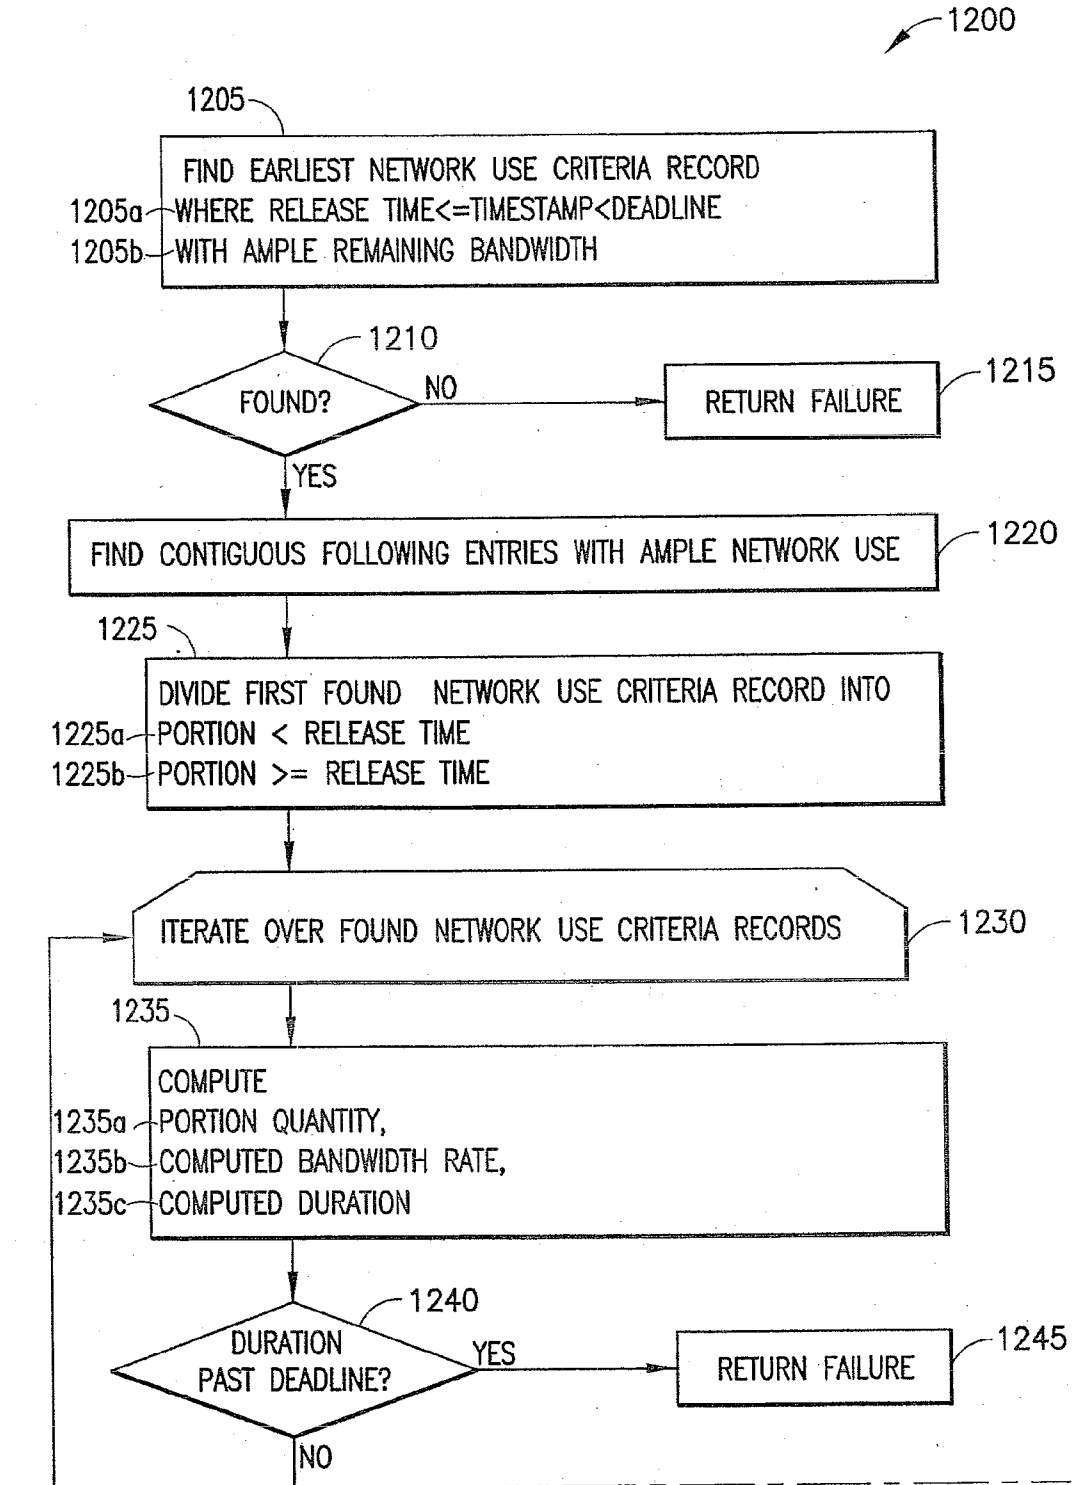 1200
1205
FIND EARLIEST NETWORK USE CRITERIA RECORD
1205a WHERE RELEASE TIME<=TIMESTAMP<DEADLINE
1205b WITH AMPLE REMAINING BANDWIDTH
1210
FOUND?
NO
RETURN FAILURE
1215
YES
FIND CONTIGUOUS FOLLOWING ENTRIES WITH AMPLE NETWORK USE
1220
1225
DIVIDE FIRST FOUND NETWORK USE CRITERIA RECORD INTO
1225a PORTION < RELEASE TIME
1225b PORTION >= RELEASE TIME
ITERATE OVER FOUND NETWORK USE CRITERIA RECORDS
1230
1235
COMPUTE
1235a PORTION QUANTITY,
1235b COMPUTED BANDWIDTH RATE,
1235c COMPUTED DURATION
1240
DURATION
PAST DEADLINE?
YES
RETURN FAILURE
1245
NO